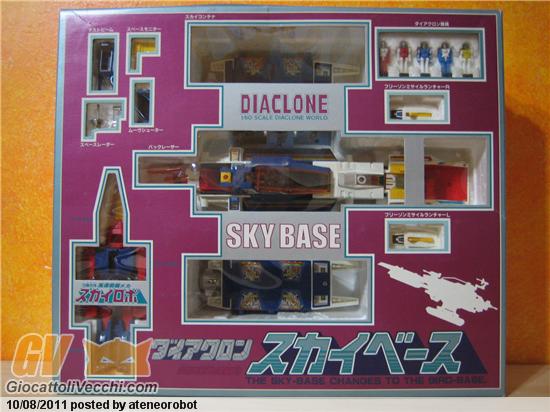 スカイコンテナ
ダストビーム
スペースモニター
ダイアクロン隊員
DIACLONE
1/60 SCALE DIACLONE WORLD.
フリーゾンミサイルランチャーR
スペースレーダー
ムーヴシューター
バックレーザー
SKY BASE
フリーゾンミサイルランチャーL
スカイロボ
ダイアクロン
スカイベース
THE SKY-BASE CHANGES TO THE BIRD-BASE.
GV
GiocattoliVecchi.com
10/08/2011 posted by ateneorobot